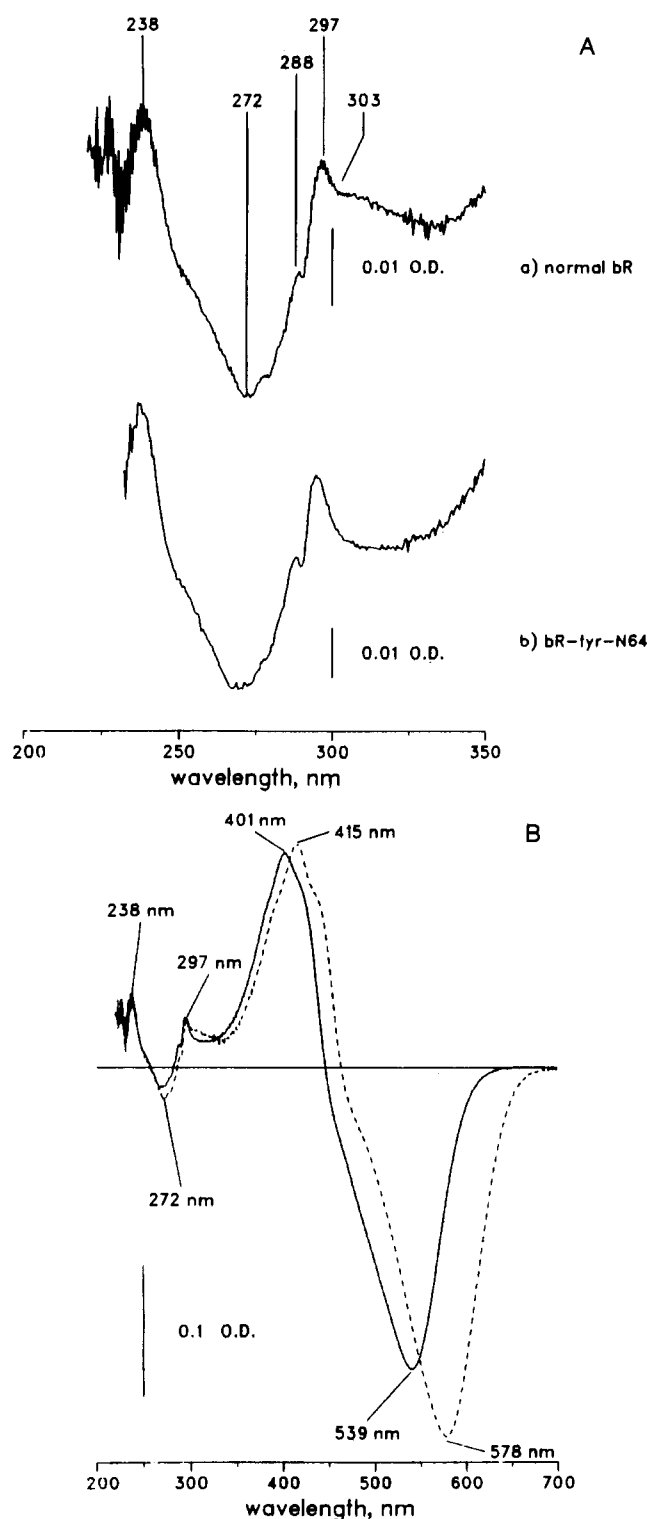 238
297
A
288
272
303
0.01 O.D.
a) normal bR
0.01 O.D.
b) bR-tyr-N64
200
250
300
350
wavelength, nm
401 nm
415 nm
B
238 nm
297 nm
272 nm
0.1 O.D.
539 nm
578 nm
200
300
400
500
600
700
wavelength, nm